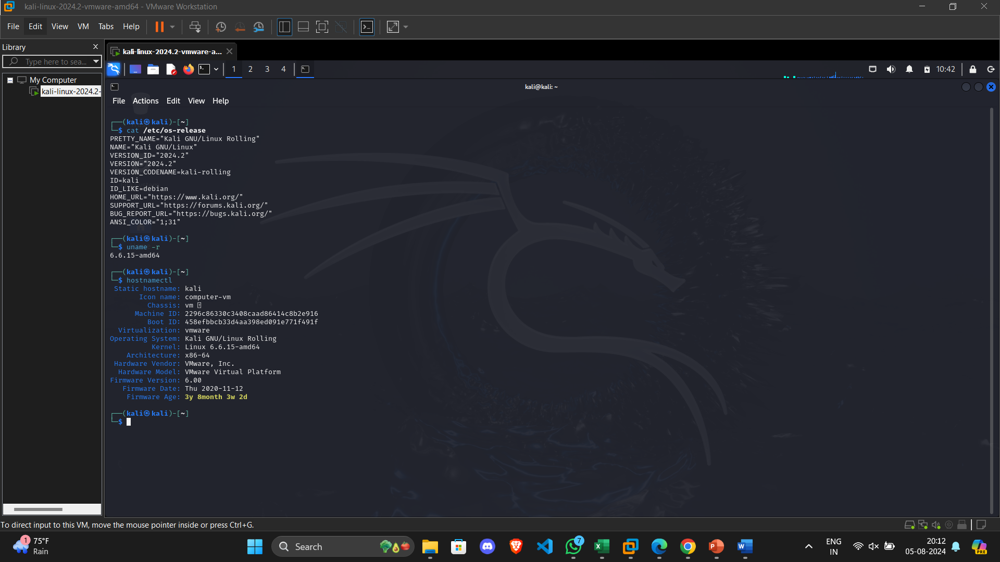 kali-linux-2024.2-vmware-amd64 - VMware Workstation
File Edit View VM Tabs Help
Library
Type here to sea...
My Computer
kali-linux-2024.2-
kali-linux-2024.2-vmware-a...
1 2 3 4
10:42
kali@kali: ~
File Actions Edit View Help
┌──(kali㉿kali)-[~]
└─$ cat /etc/os-release
PRETTY_NAME="Kali GNU/Linux Rolling"
NAME="Kali GNU/Linux"
VERSION_ID="2024.2"
VERSION="2024.2"
VERSION_CODENAME=kali-rolling
ID=kali
ID_LIKE=debian
HOME_URL="https://www.kali.org/"
SUPPORT_URL="https://forums.kali.org/"
BUG_REPORT_URL="https://bugs.kali.org/"
ANSI_COLOR="1;31"
┌──(kali㉿kali)-[~]
└─$ uname -r
6.6.15-amd64
┌──(kali㉿kali)-[~]
└─$ hostnamectl
Static hostname: kali
Icon name: computer-vm
Chassis: vm
Machine ID: 2296c86330c3408caad86414c8b2e916
Boot ID: 458efbbcb33d4aa398ed091e771f491f
Virtualization: vmware
Operating System: Kali GNU/Linux Rolling
Kernel: Linux 6.6.15-amd64
Architecture: x86-64
Hardware Vendor: VMware, Inc.
Hardware Model: VMware Virtual Platform
Firmware Version: 6.00
Firmware Date: Thu 2020-11-12
Firmware Age: 3y 8month 3w 2d
┌──(kali㉿kali)-[~]
└─$
To direct input to this VM, move the mouse pointer inside or press Ctrl+G.
1
75°F
Rain
Search
7
ENG
IN
20:12
05-08-2024
PRE